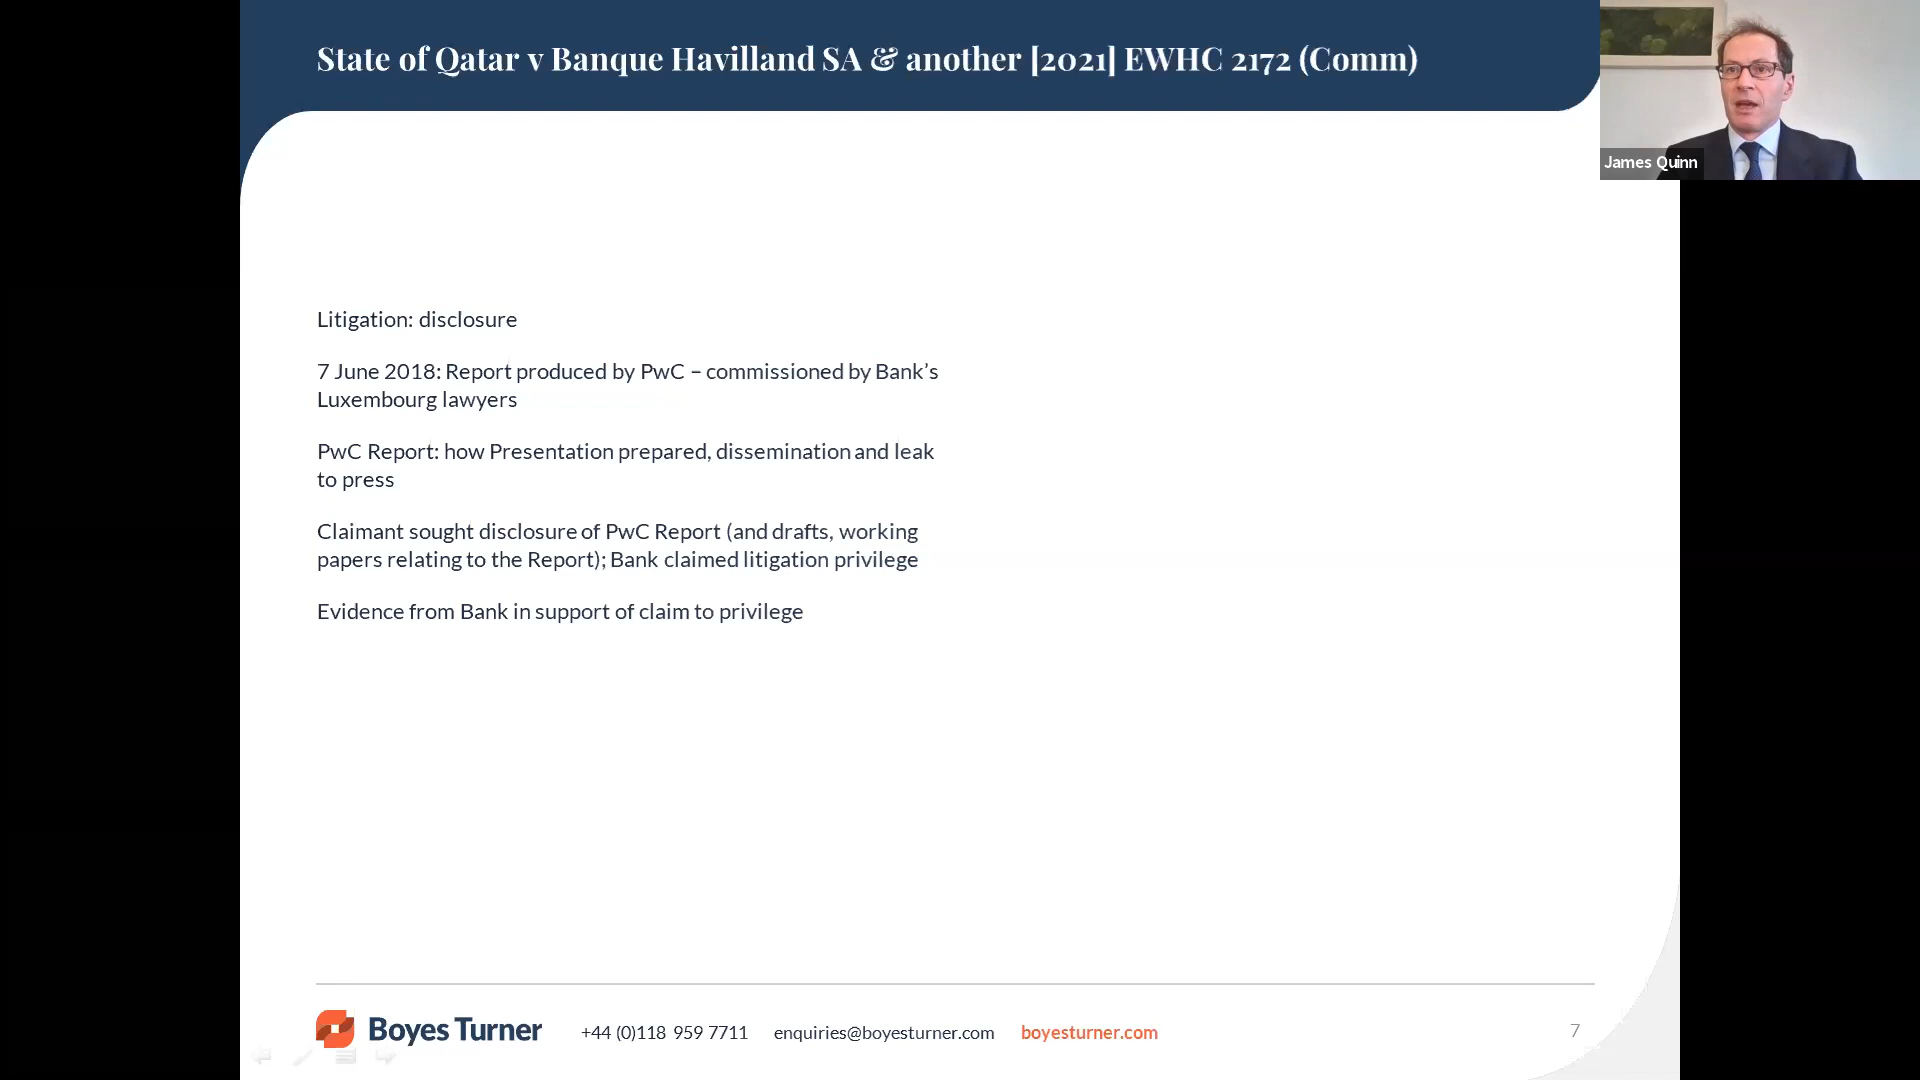 State of Qatar v Banque Havilland SA & another [2021] EWHC 2172 (Comm)
James Quinn
Litigation: disclosure
7 June 2018: Report produced by PwC – commissioned by Bank’s
Luxembourg lawyers
PwC Report: how Presentation prepared, dissemination and leak
to press
Claimant sought disclosure of PwC Report (and drafts, working
papers relating to the Report); Bank claimed litigation privilege
Evidence from Bank in support of claim to privilege
Boyes Turner +44 (0)118 959 7711 enquiries@boyesturner.com boyesturner.com 7